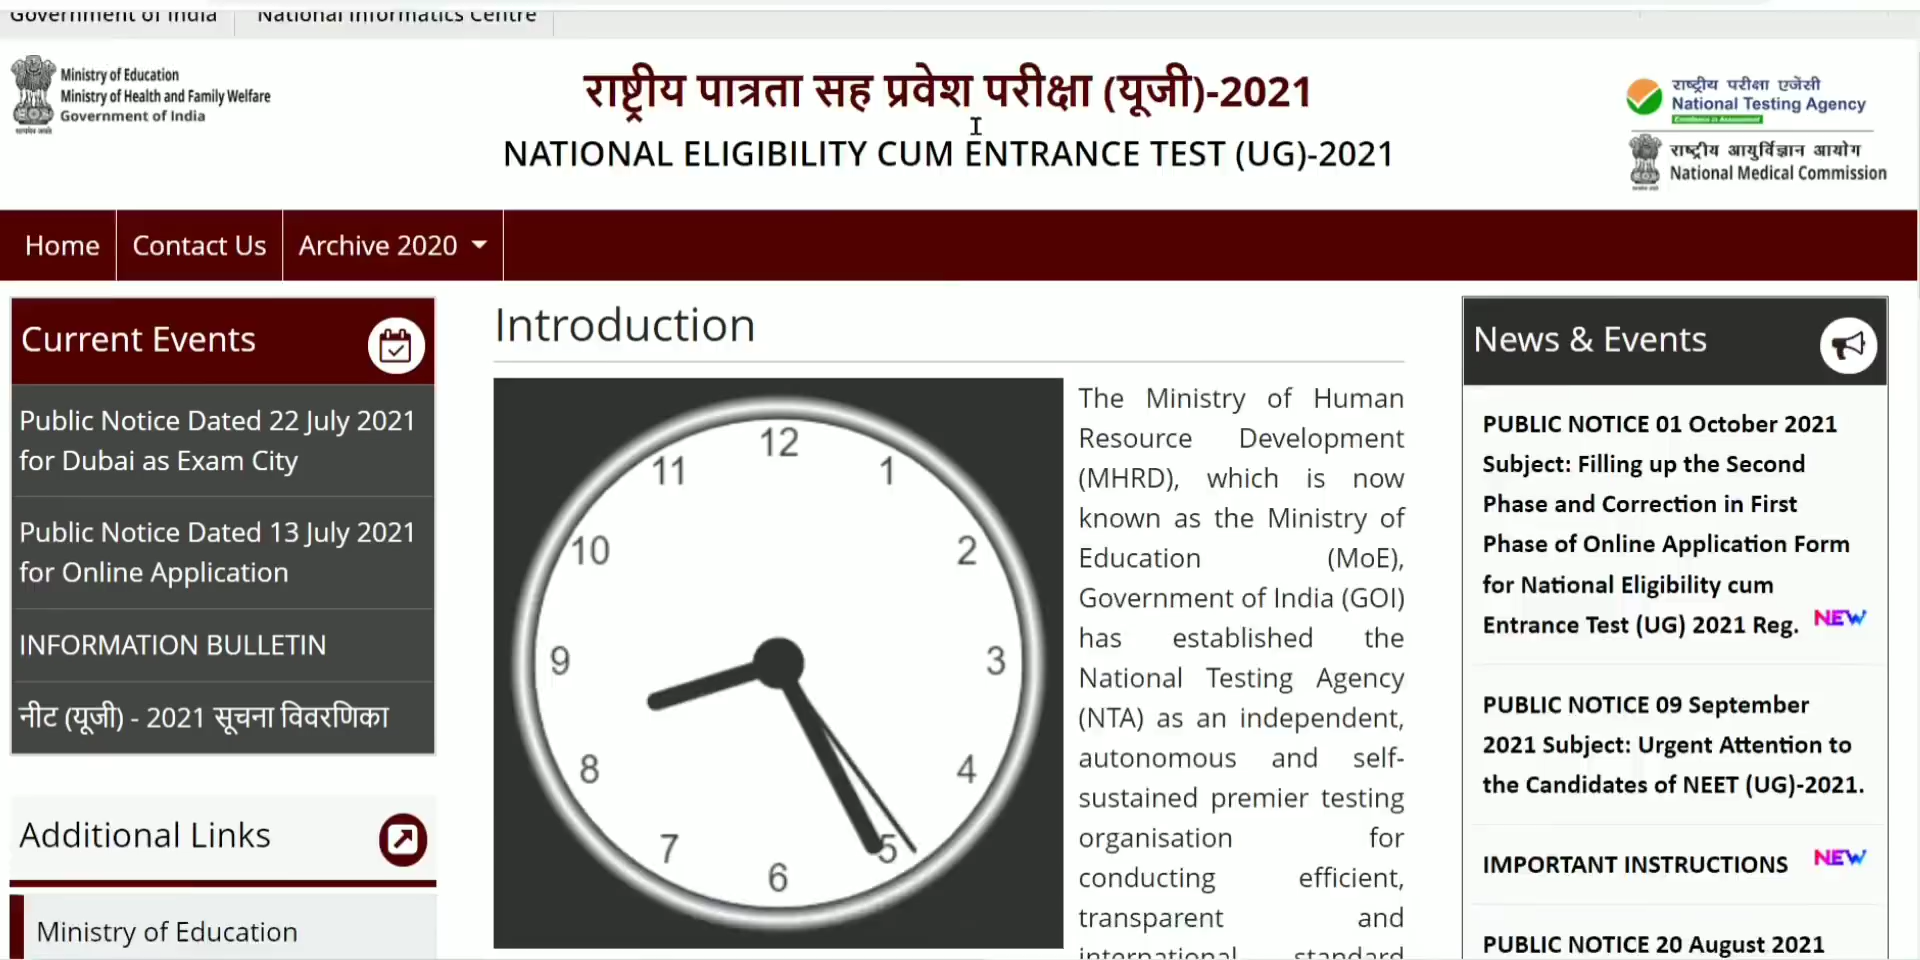 Government of India
National Informatics Centre
Ministry of Education
Ministry of Health and Family Welfare
Government of India
राष्ट्रीय पात्रता सह प्रवेश परीक्षा (यूजी)-2021
NATIONAL ELIGIBILITY CUM ENTRANCE TEST (UG)-2021
राष्ट्रीय परीक्षा एजेंसी
National Testing Agency
Excellence in Assessment
राष्ट्रीय आयुर्विज्ञान आयोग
National Medical Commission
Home
Contact Us
Archive 2020
Current Events
Public Notice Dated 22 July 2021
for Dubai as Exam City
Public Notice Dated 13 July 2021
for Online Application
INFORMATION BULLETIN
नीट (यूजी) - 2021 सूचना विवरणिका
Additional Links
Ministry of Education
Introduction
12
1
2
3
4
5
6
7
8
9
10
11
The Ministry of Human
Resource Development
(MHRD), which is now
known as the Ministry of
Education (MoE),
Government of India (GOI)
has established the
National Testing Agency
(NTA) as an independent,
autonomous and self-
sustained premier testing
organisation for
conducting efficient,
transparent and
international standard
News & Events
PUBLIC NOTICE 01 October 2021
Subject: Filling up the Second
Phase and Correction in First
Phase of Online Application Form
for National Eligibility cum
Entrance Test (UG) 2021 Reg. NEW
PUBLIC NOTICE 09 September
2021 Subject: Urgent Attention to
the Candidates of NEET (UG)-2021.
IMPORTANT INSTRUCTIONS NEW
PUBLIC NOTICE 20 August 2021